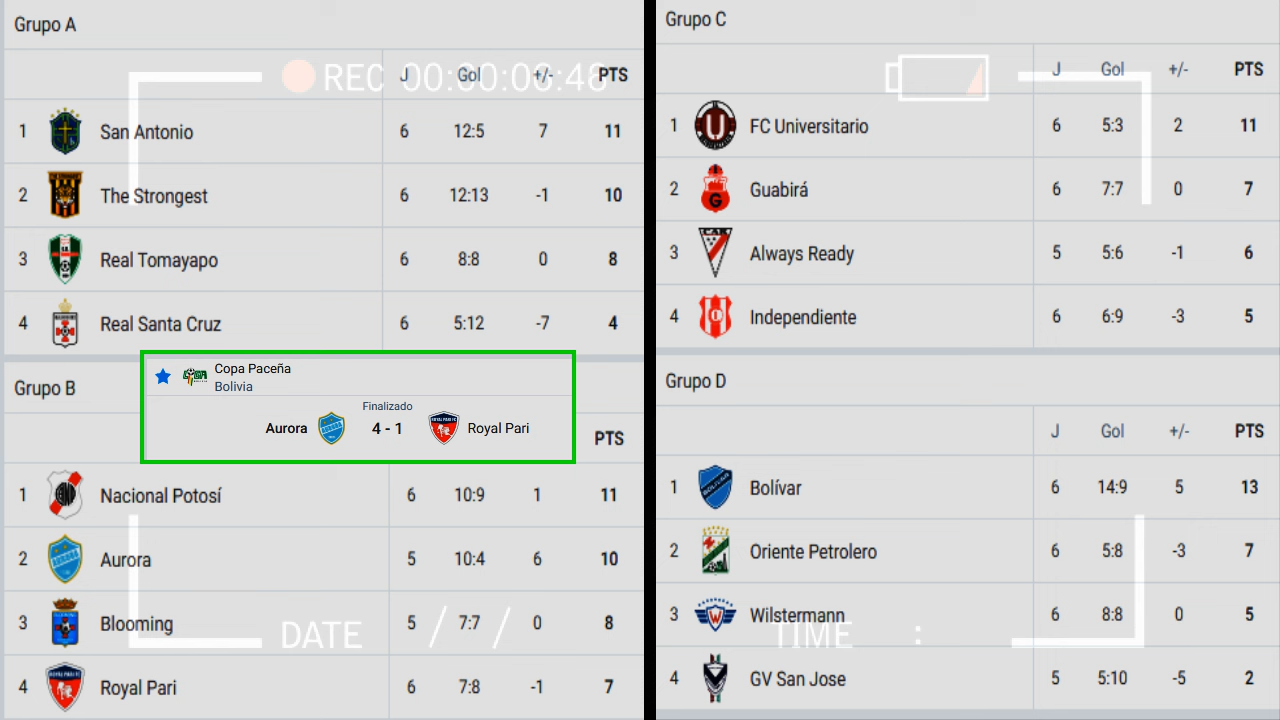 Grupo A
REC 00:00:00:48
J Gol +/- PTS
1 San Antonio 6 12:5 7 11
2 The Strongest 6 12:13 -1 10
3 Real Tomayapo 6 8:8 0 8
4 Real Santa Cruz 6 5:12 -7 4
Grupo B
Copa Paceña
Bolivia
Finalizado
Aurora 4 - 1 Royal Pari
PTS
1 Nacional Potosí 6 10:9 1 11
2 Aurora 5 10:4 6 10
3 Blooming 5 7:7 0 8
DATE / /
4 Royal Pari 6 7:8 -1 7
Grupo C
J Gol +/- PTS
1 FC Universitario 6 5:3 2 11
2 Guabirá 6 7:7 0 7
3 Always Ready 5 5:6 -1 6
4 Independiente 6 6:9 -3 5
Grupo D
J Gol +/- PTS
1 Bolívar 6 14:9 5 13
2 Oriente Petrolero 6 5:8 -3 7
3 Wilstermann 6 8:8 0 5
TIME :
4 GV San Jose 5 5:10 -5 2